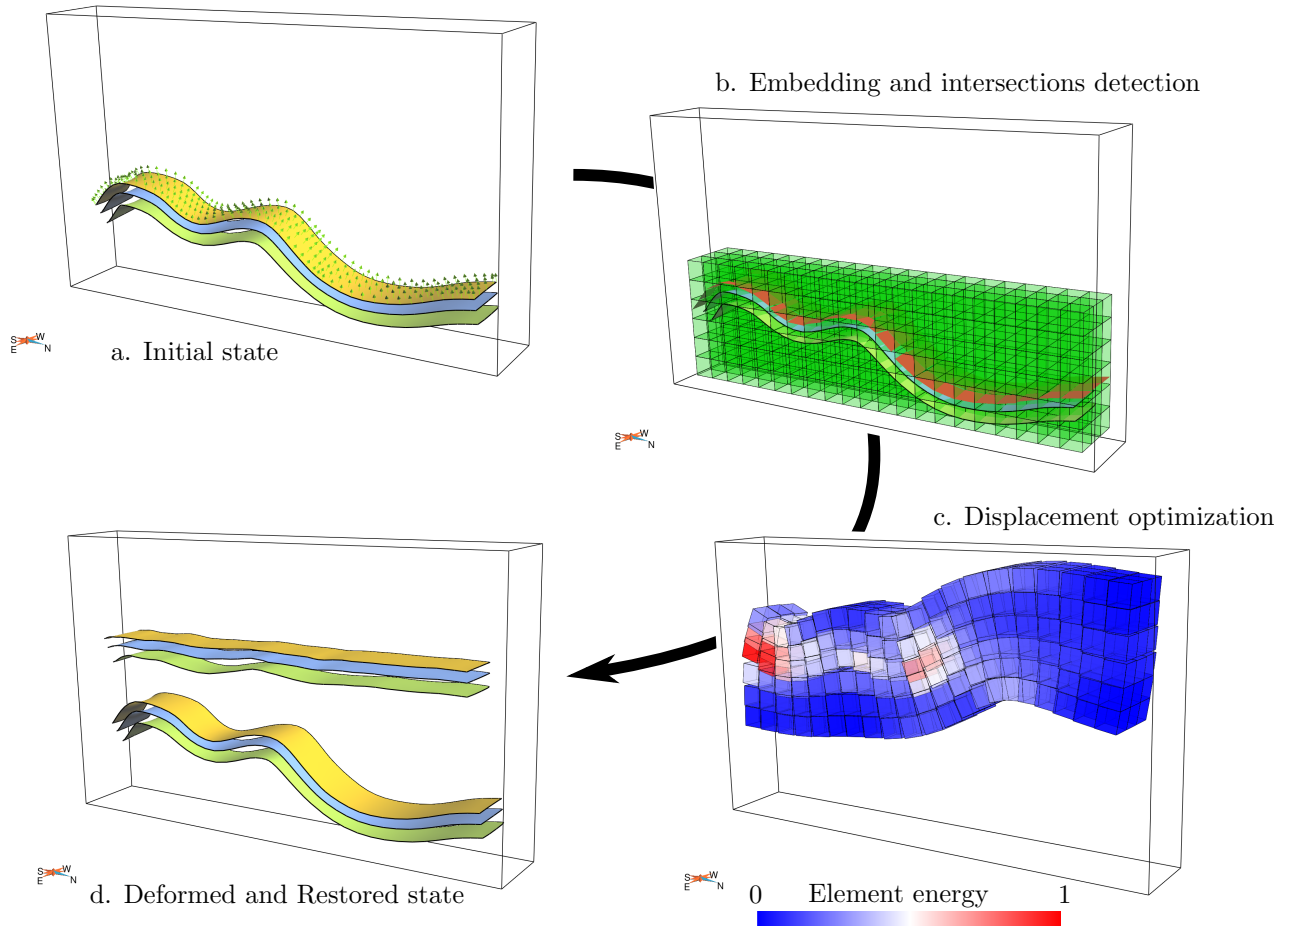 a. Initial state
S W
E N
b. Embedding and intersections detection
S W
E N
c. Displacement optimization
S W
E N
0 Element energy 1
d. Deformed and Restored state
S W
E N